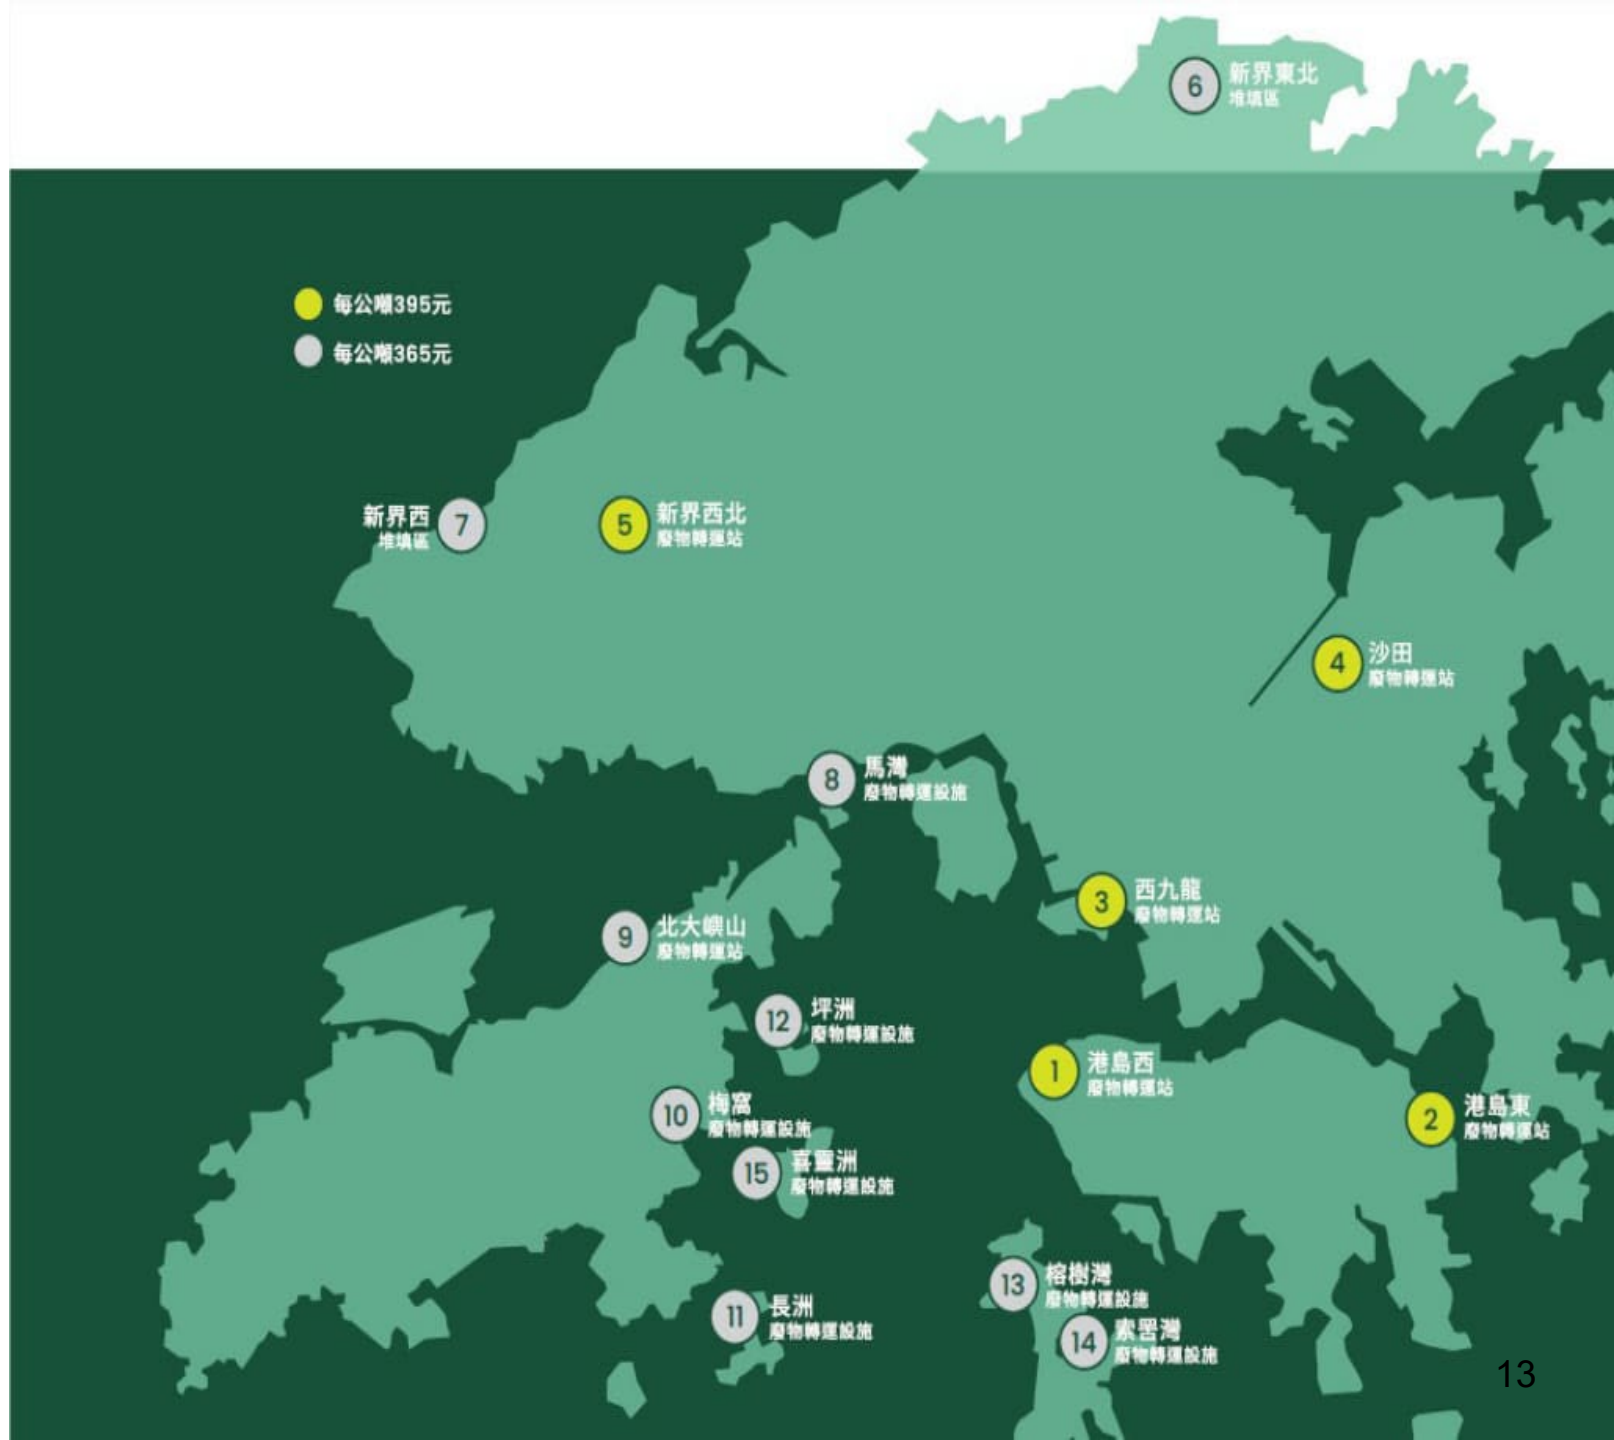 6
新界東北
堆填區
每公噸395元
每公噸365元
新界西
堆填區
7
5
新界西北
廢物轉運站
4
沙田
廢物轉運站
8
馬灣
廢物轉運設施
3
西九龍
廢物轉運站
9
北大嶼山
廢物轉運站
12
坪洲
廢物轉運設施
1
港島西
廢物轉運站
10
梅窩
廢物轉運設施
2
港島東
廢物轉運站
15
喜靈洲
廢物轉運設施
13
榕樹灣
廢物轉運設施
11
長洲
廢物轉運設施
14
索罟灣
廢物轉運設施
13